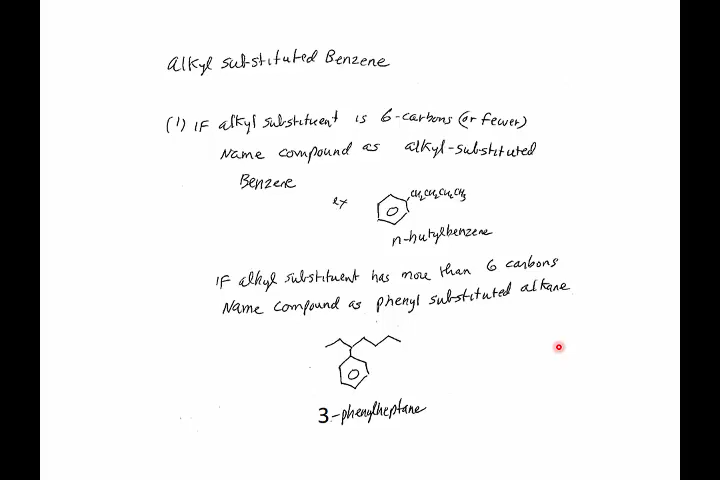 Alkyl substituted Benzene
(1) IF alkyl substituent is 6-carbons (or fewer)
Name compound as alkyl-substituted
Benzene
ex
CH2CH2CH2CH3
n-butylbenzene
IF alkyl substituent has more than 6 carbons
Name compound as phenyl substituted alkane
3-phenylheptane